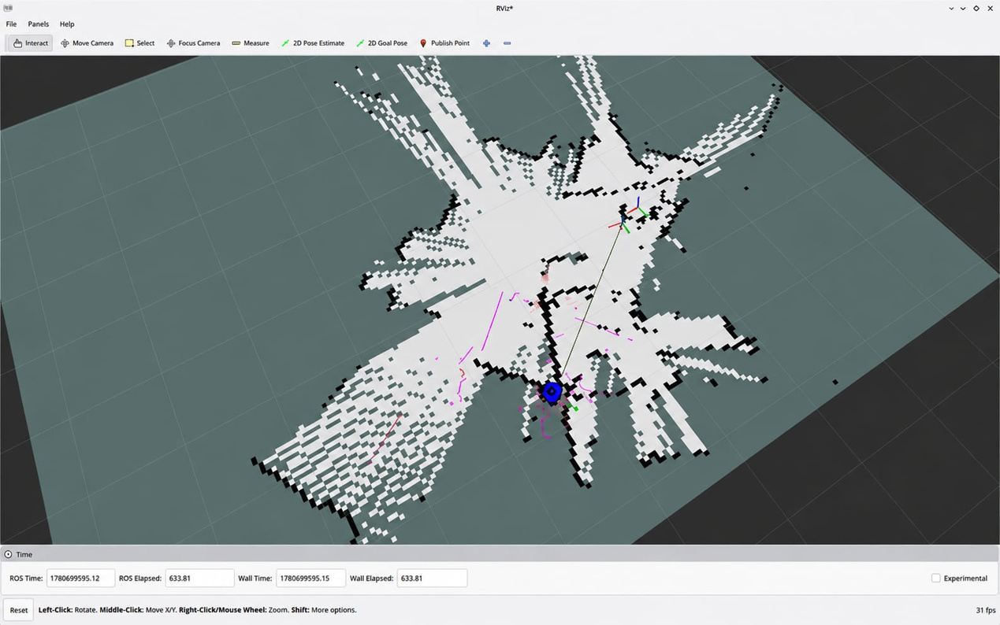 RViz*
File Panels Help
Interact Move Camera Select Focus Camera Measure 2D Pose Estimate 2D Goal Pose Publish Point
Time
ROS Time: 1780699595.12 ROS Elapsed: 633.81 Wall Time: 1780699595.15 Wall Elapsed: 633.81 Experimental
Reset Left-Click: Rotate. Middle-Click: Move X/Y. Right-Click/Mouse Wheel: Zoom. Shift: More options. 31 fps